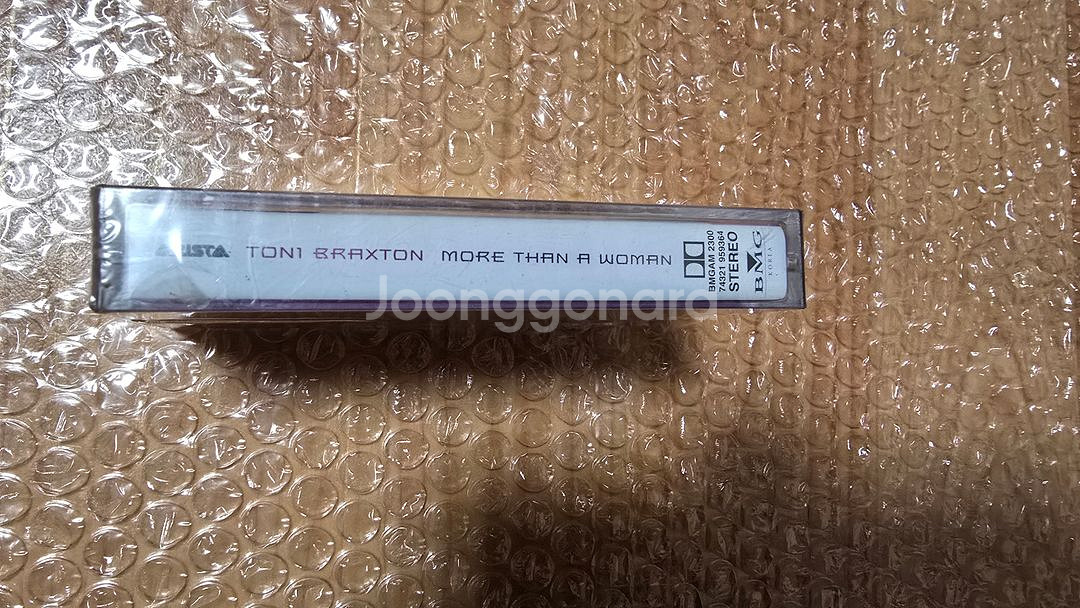 ARISTA TONI BRAXTON MORE THAN A WOMAN
BMGAM 2300
74321 959364
STEREO
BMG
KOREA
Joonggonara